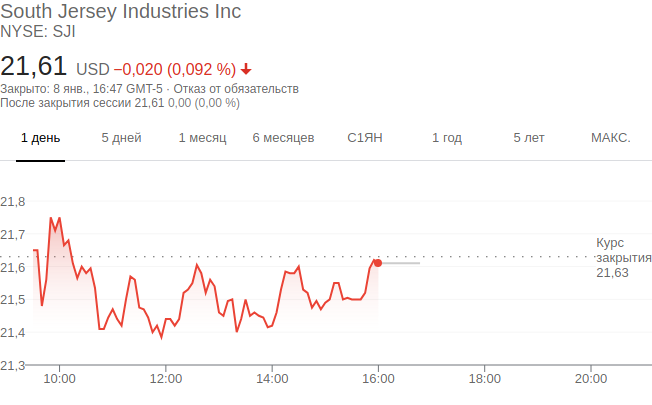 South Jersey Industries Inc
NYSE: SJI
21,61 USD −0,020 (0,092 %)
Закрыто: 8 янв., 16:47 GMT-5 · Отказ от обязательств
После закрытия сессии 21,61 0,00 (0,00 %)
1 день 5 дней 1 месяц 6 месяцев С1ЯН 1 год 5 лет МАКС.
21,8
21,7
21,6
21,5
21,4
21,3
Курс
закрытия
21,63
10:00 12:00 14:00 16:00 18:00 20:00